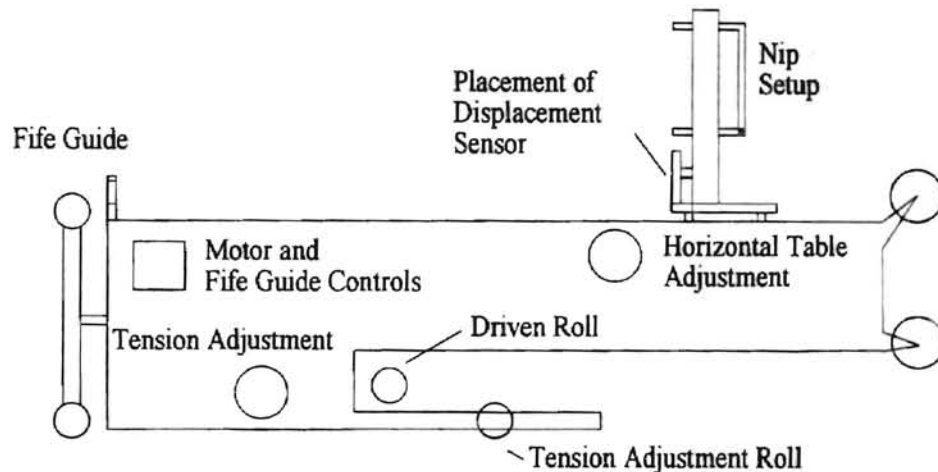 Nip
Setup
Placement of
Displacement
Sensor
Fife Guide
Motor and
Fife Guide Controls
Horizontal Table
Adjustment
Tension Adjustment
Driven Roll
Tension Adjustment Roll